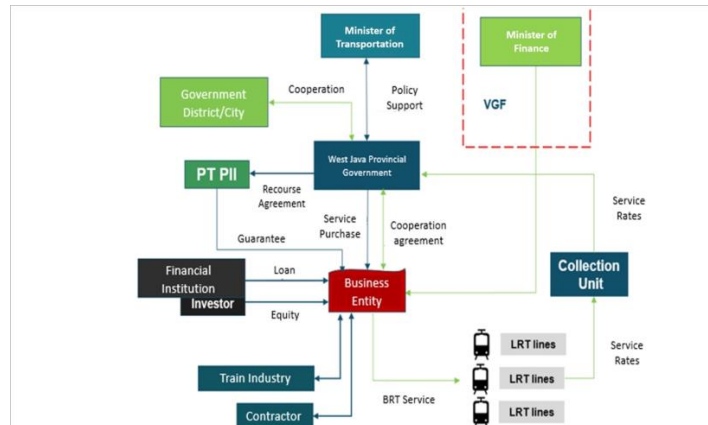 Minister of
Transportation
Minister of
Finance
Cooperation
Policy
Support
VGF
Government
District/City
West Java Provincial
Government
PT PII
Recourse
Agreement
Service
Purchase
Cooperation
agreement
Service
Rates
Guarantee
Financial
Institution
Loan
Investor
Equity
Business
Entity
Collection
Unit
LRT lines
Train Industry
BRT Service
LRT lines
Service
Rates
Contractor
LRT lines